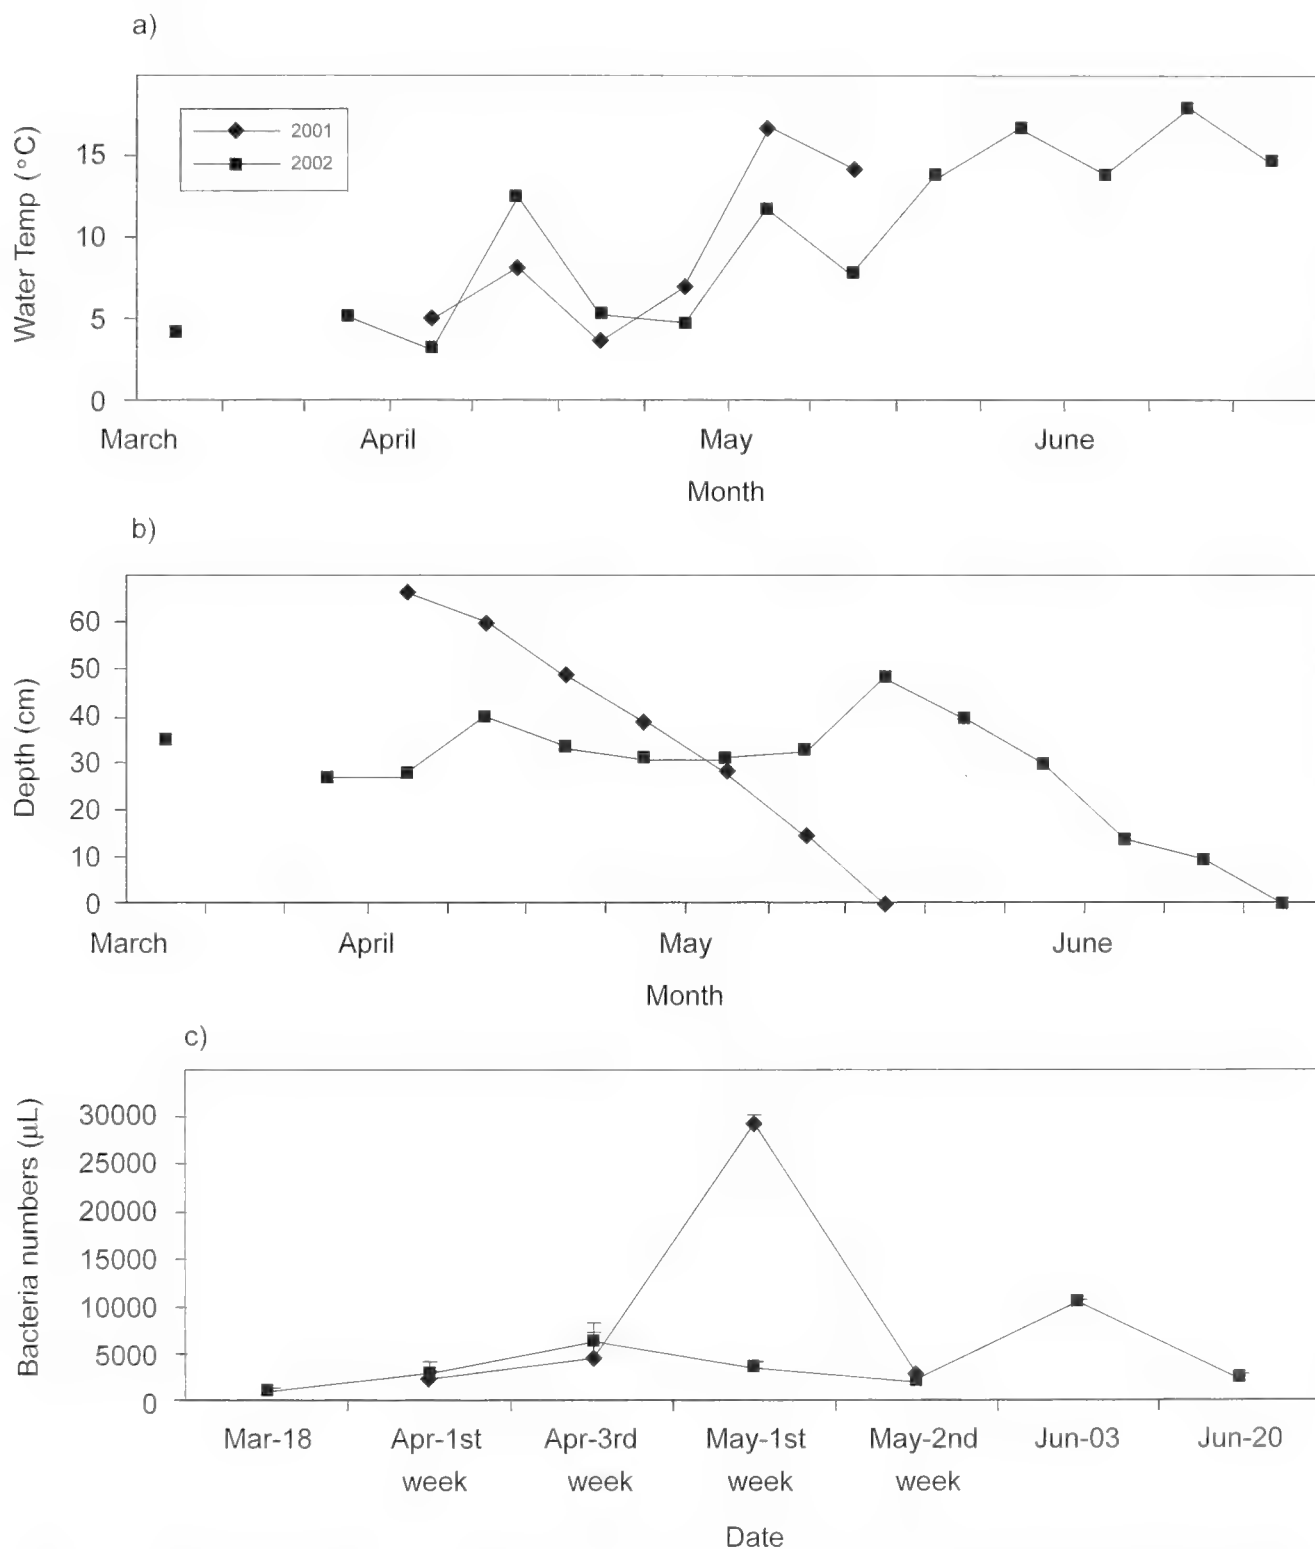 a)
Water Temp (°C)
15
10
5
0
2001
2002
March April May June
Month
b)
Depth (cm)
60
50
40
30
20
10
0
March April May June
Month
c)
Bacteria numbers (µL)
30000
25000
20000
15000
10000
5000
0
Mar-18 Apr-1st Apr-3rd May-1st May-2nd Jun-03 Jun-20
week week week week
Date